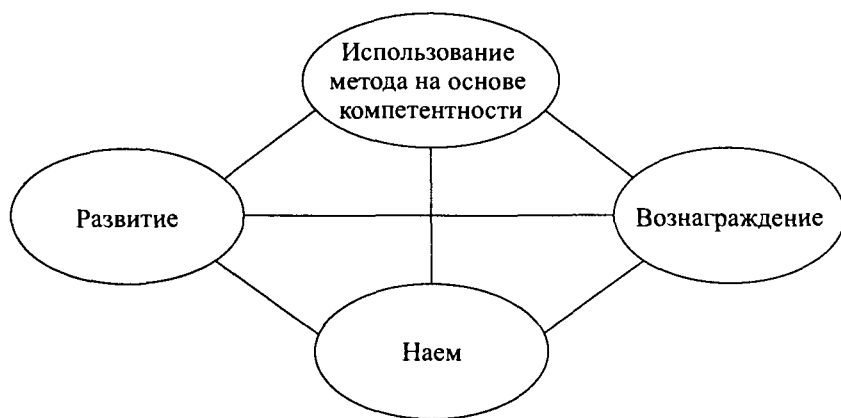 Использование
метода на основе
компетентности
Развитие
Вознаграждение
Наем